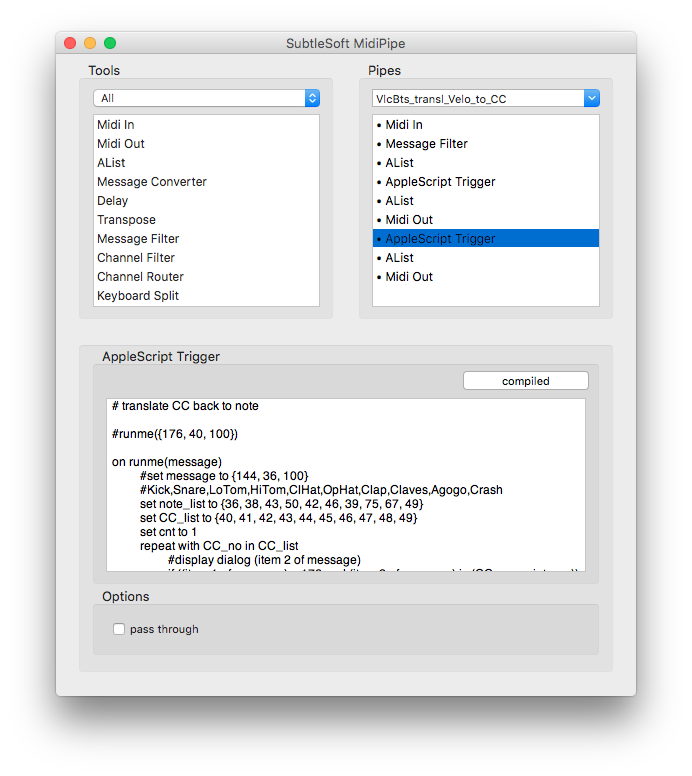 SubtleSoft MidiPipe
Tools
All
Midi In
Midi Out
AList
Message Converter
Delay
Transpose
Message Filter
Channel Filter
Channel Router
Keyboard Split
Pipes
VlcBts_transl_Velo_to_CC
• Midi In
• Message Filter
• AList
• AppleScript Trigger
• AList
• Midi Out
• AppleScript Trigger
• AList
• Midi Out
AppleScript Trigger
compiled
# translate CC back to note
#runme({176, 40, 100})
on runme(message)
#set message to {144, 36, 100}
#Kick,Snare,LoTom,HiTom,ClHat,OpHat,Clap,Claves,Agogo,Crash
set note_list to {36, 38, 43, 50, 42, 46, 39, 75, 67, 49}
set CC_list to {40, 41, 42, 43, 44, 45, 46, 47, 48, 49}
set cnt to 1
repeat with CC_no in CC_list
#display dialog (item 2 of message)
Options
pass through